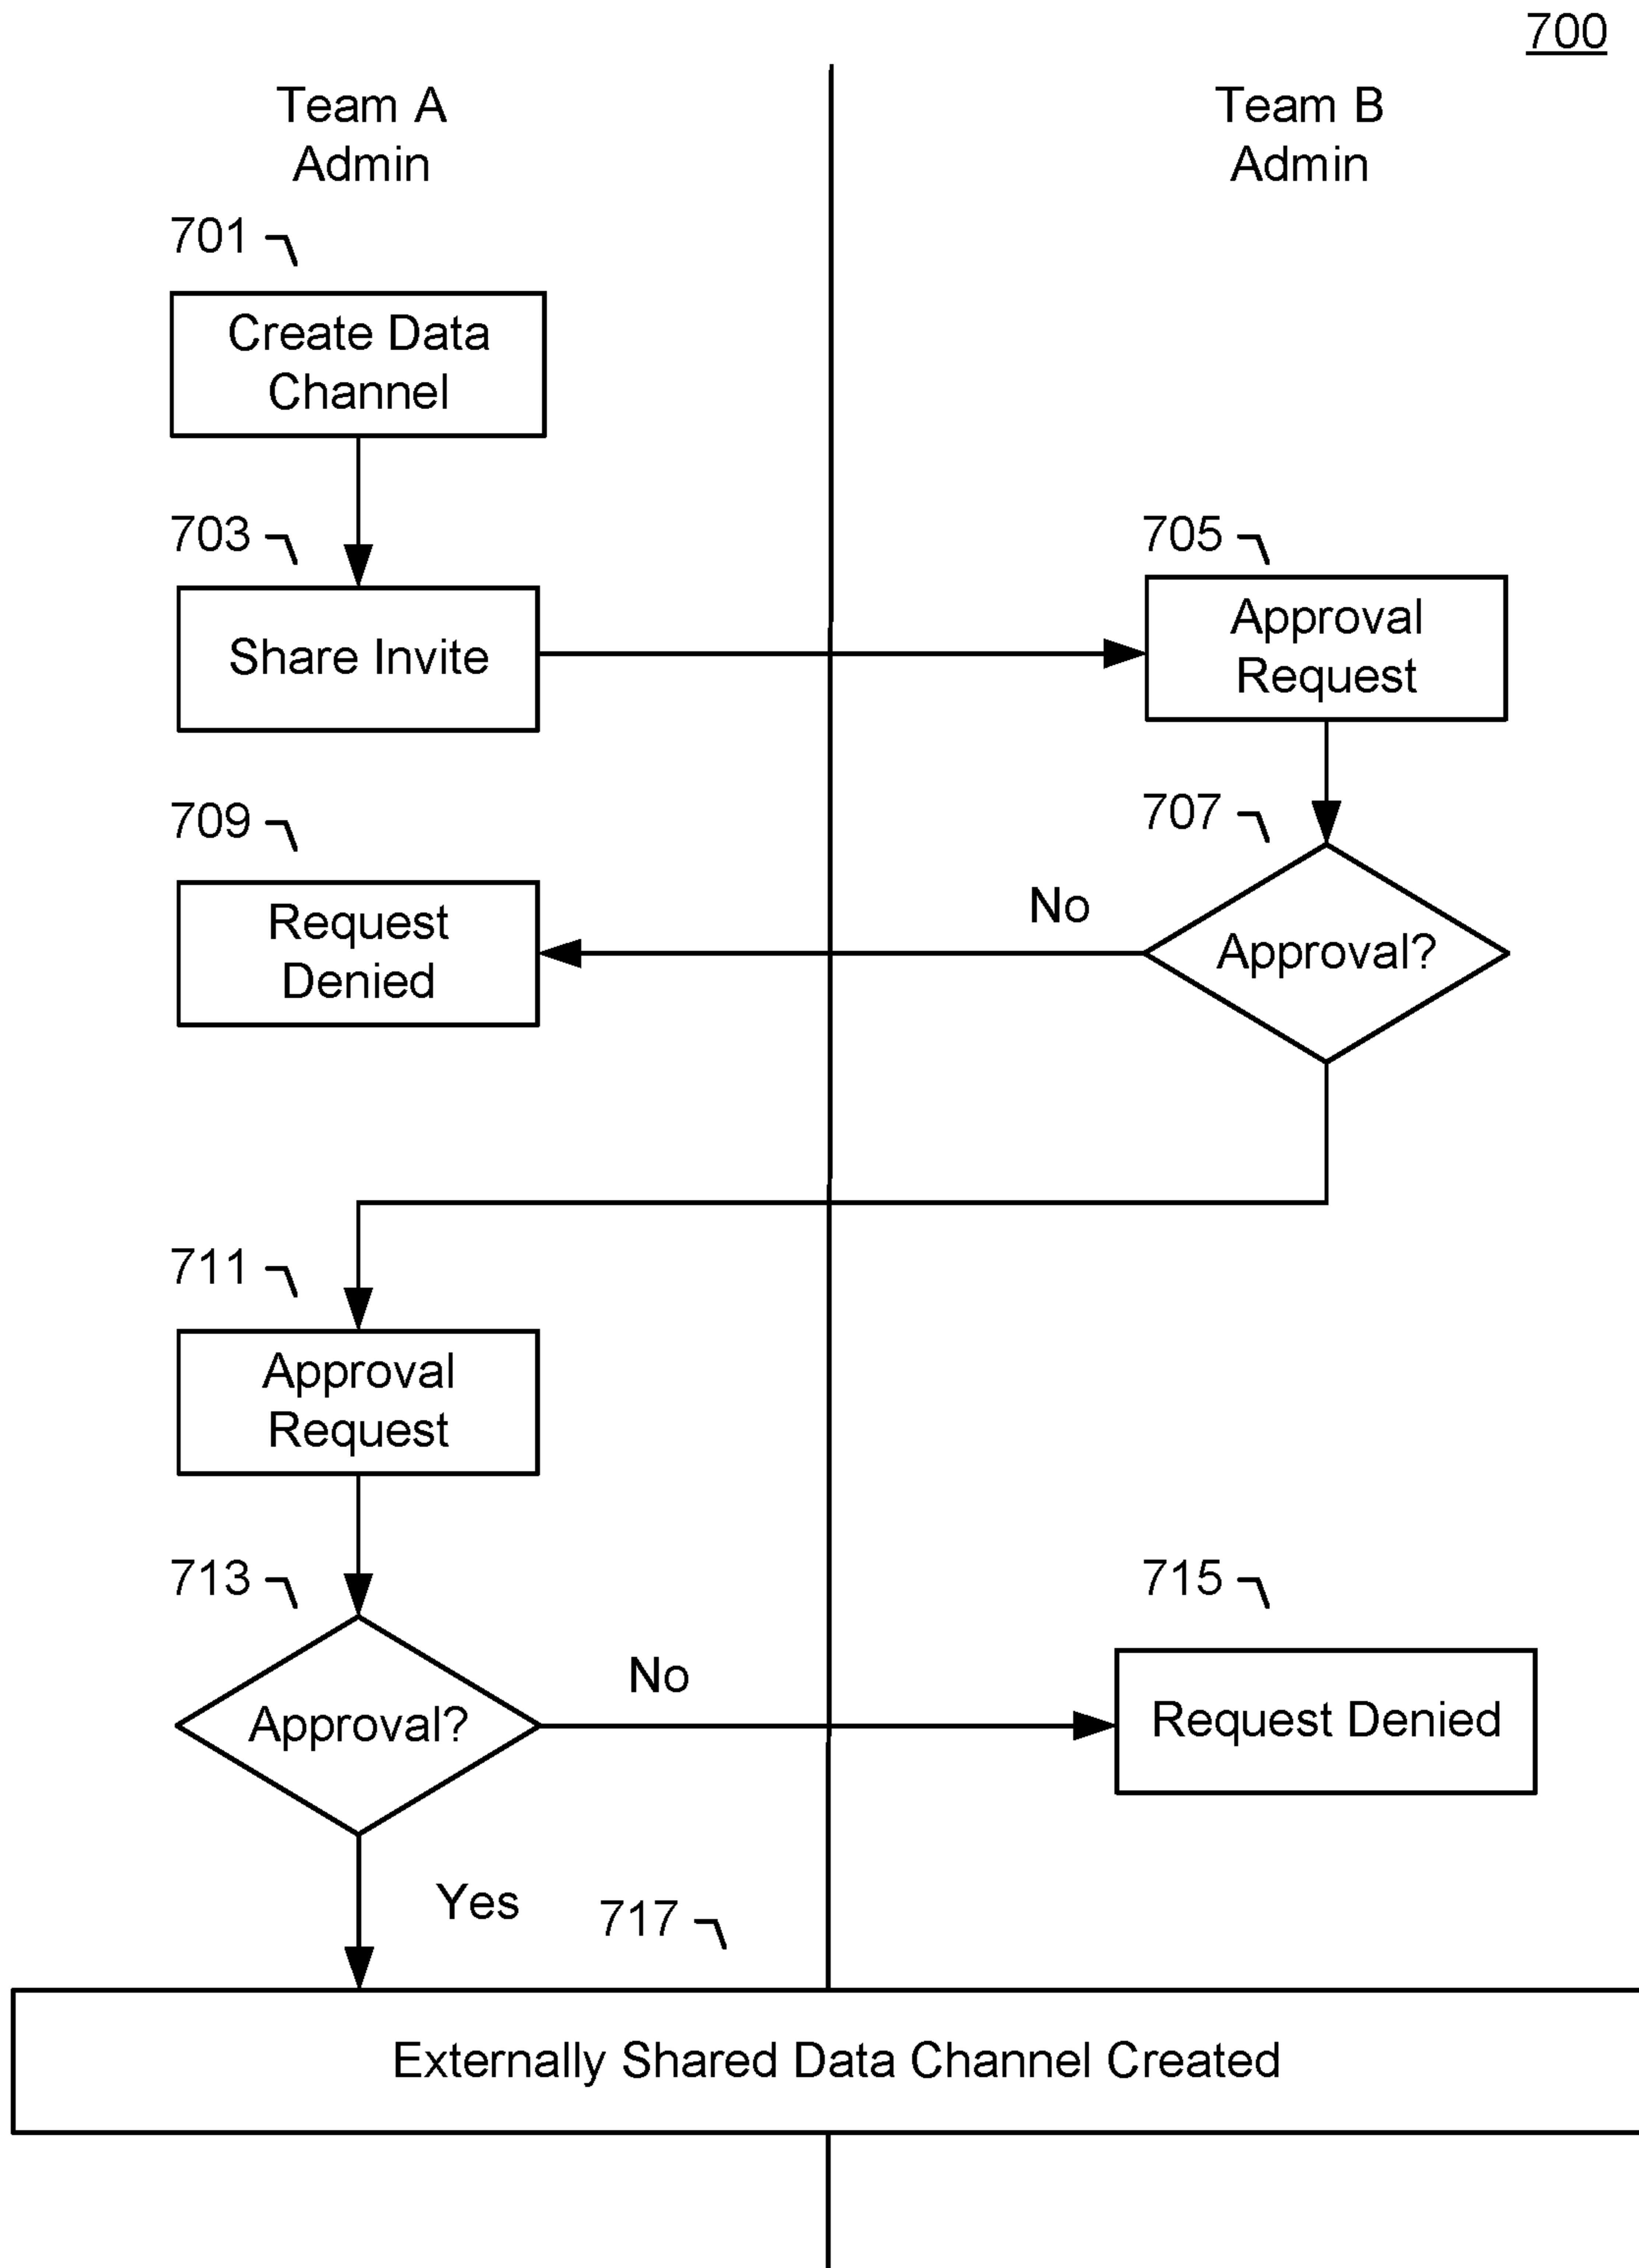 700
Team A
Admin
Team B
Admin
701
Create Data
Channel
703
Share Invite
705
Approval
Request
707
Approval?
No
709
Request
Denied
711
Approval
Request
713
Approval?
No
715
Request Denied
Yes
717
Externally Shared Data Channel Created